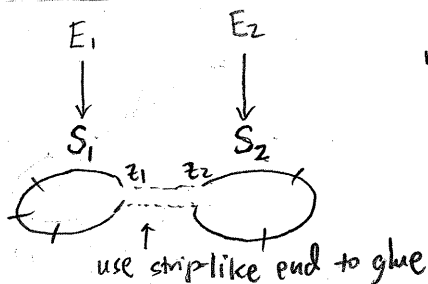 E₁ E₂
S₁ S₂
z₁ z₂
use strip-like end to glue